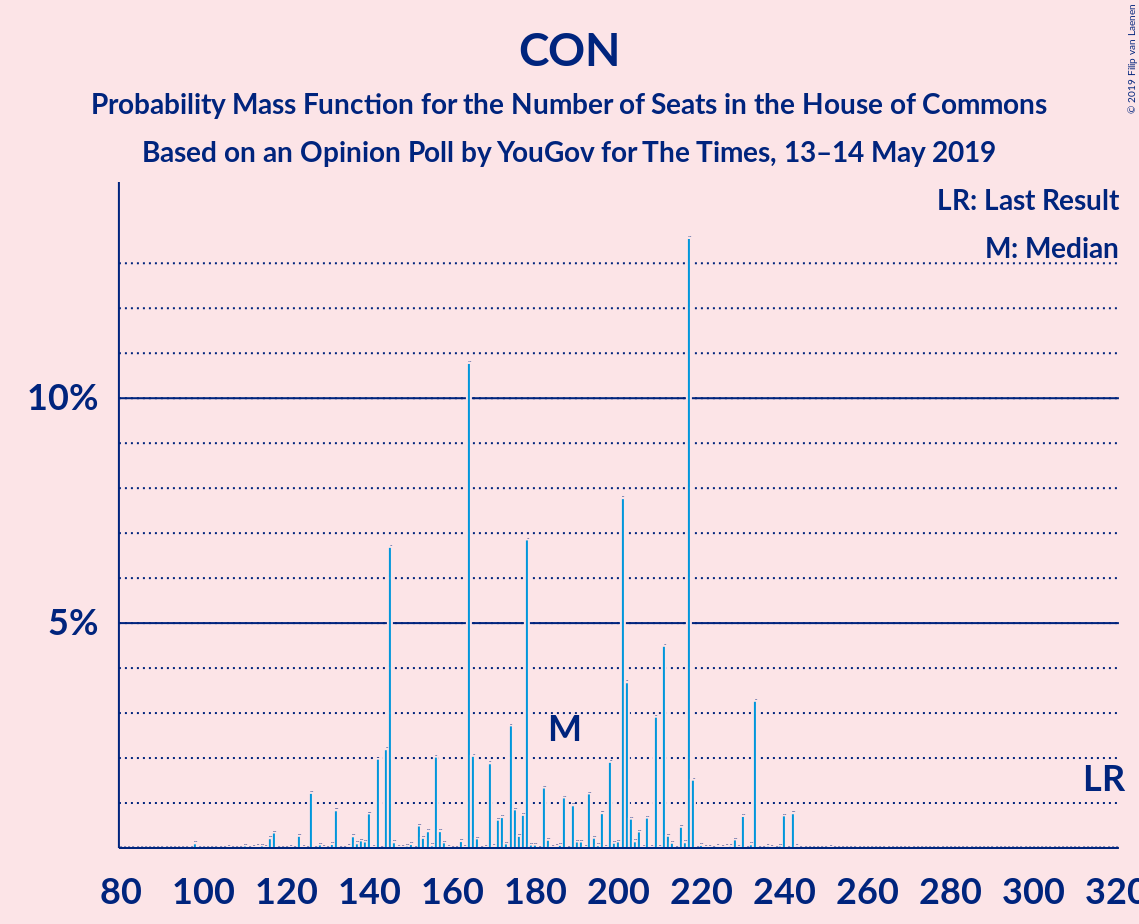 © 2019 Filip van Laenen
CON
Probability Mass Function for the Number of Seats in the House of Commons
Based on an Opinion Poll by YouGov for The Times, 13–14 May 2019
LR: Last Result
M: Median
10%
5%
M
LR
80 100 120 140 160 180 200 220 240 260 280 300 320